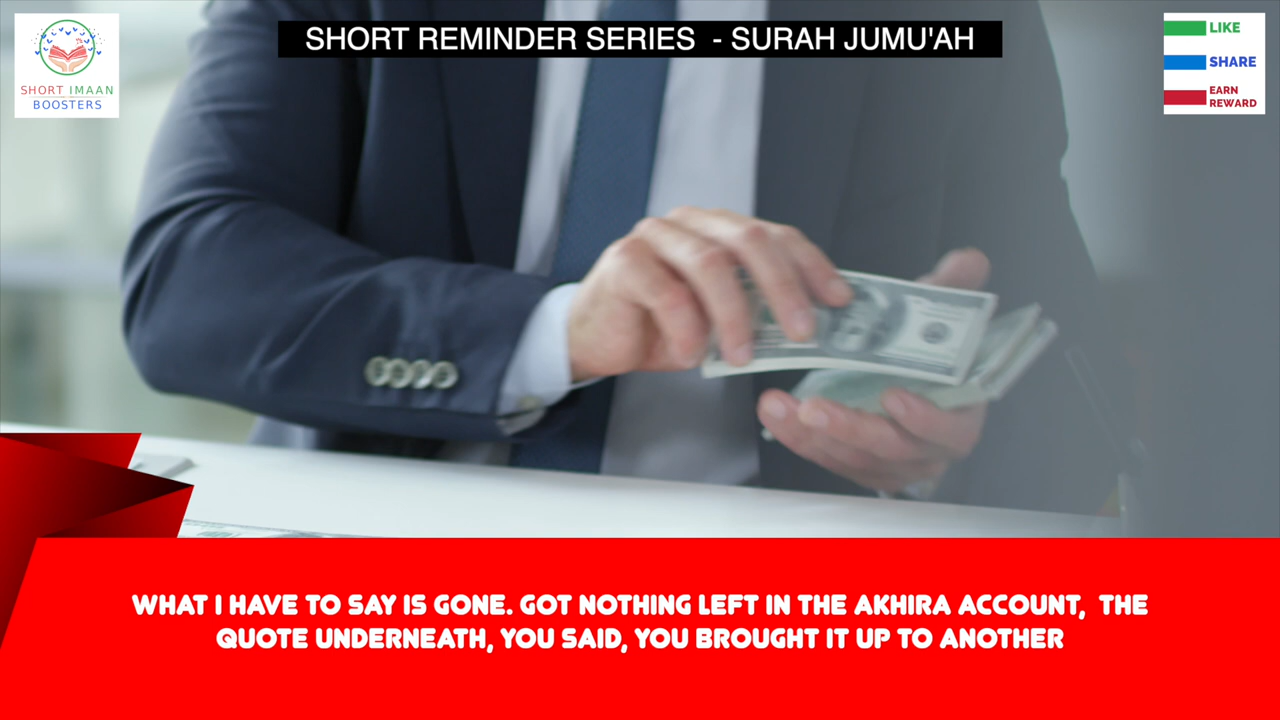 SHORT REMINDER SERIES - SURAH JUMU'AH
SHORT IMAAN
BOOSTERS
LIKE
SHARE
EARN
REWARD
WHAT I HAVE TO SAY IS GONE. GOT NOTHING LEFT IN THE AKHIRA ACCOUNT, THE
QUOTE UNDERNEATH, YOU SAID, YOU BROUGHT IT UP TO ANOTHER